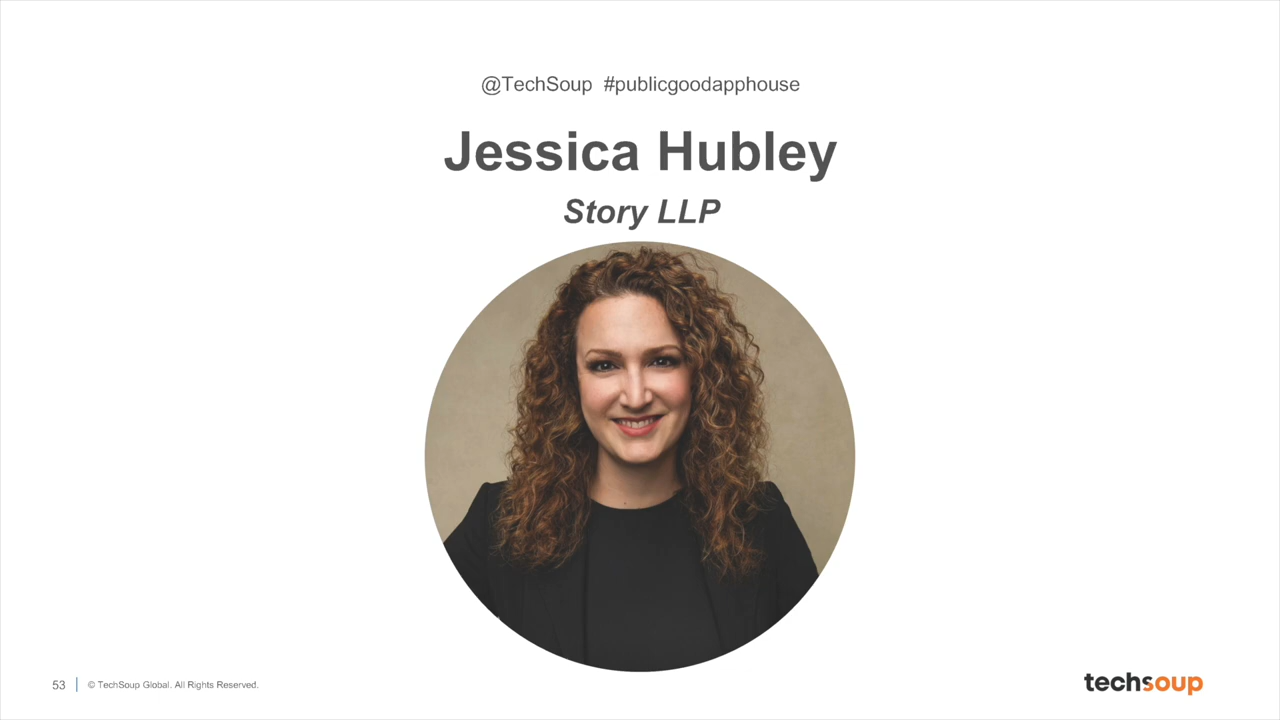 @TechSoup #publicgoodapphouse
Jessica Hubley
Story LLP
53 © TechSoup Global. All Rights Reserved.
techsoup